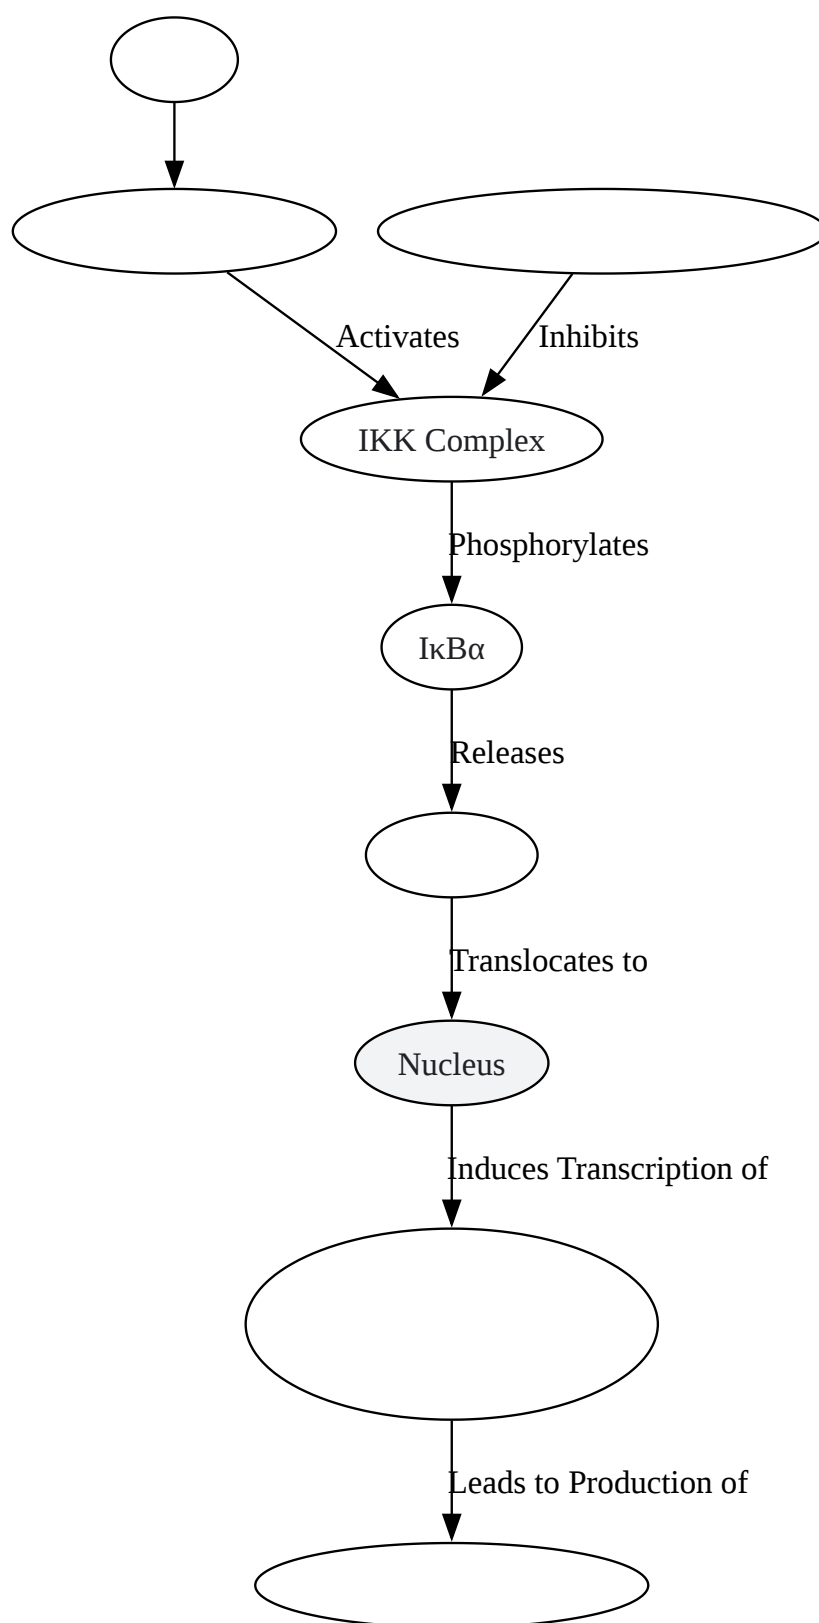 Activates
Inhibits
IKK Complex
Phosphorylates
IκBα
Releases
Translocates to
Nucleus
Induces Transcription of
Leads to Production of